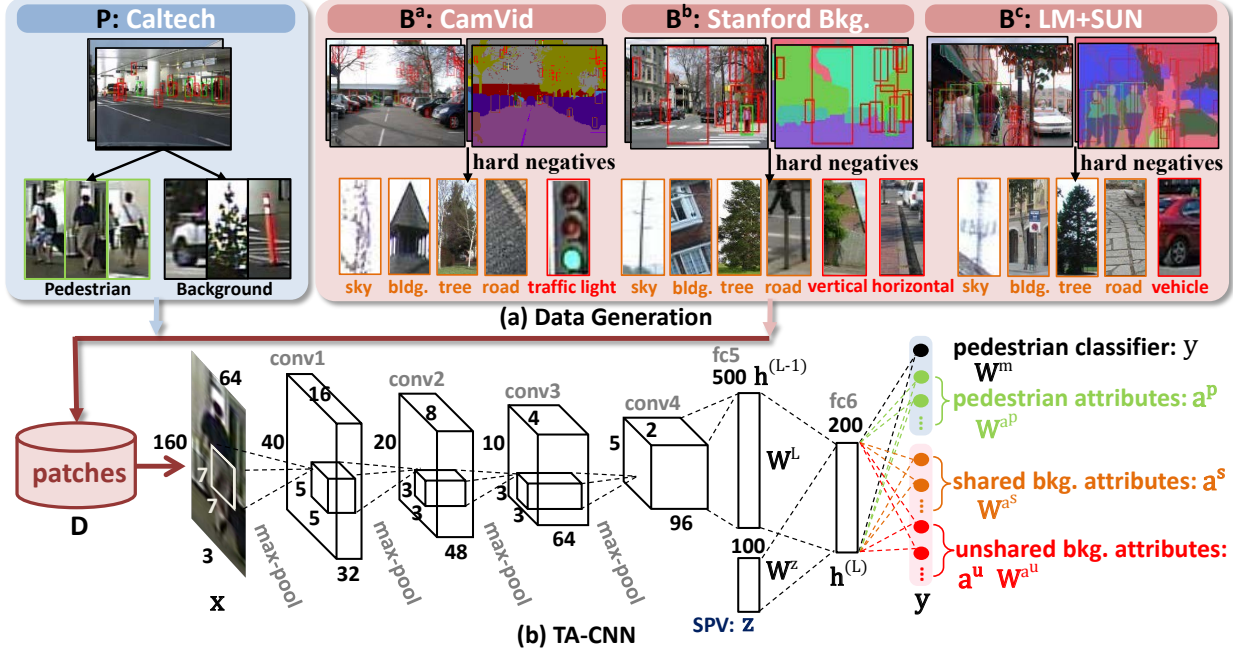 P: Caltech
Bᵃ: CamVid
Bᵇ: Stanford Bkg.
Bᶜ: LM+SUN
hard negatives
hard negatives
hard negatives
Pedestrian
Background
sky
bldg.
tree
road
traffic light
sky
bldg.
tree
road
vertical
horizontal
sky
bldg.
tree
road
vehicle
(a) Data Generation
patches
D
160
64
7
7
3
x
conv1
16
40
5
5
32
max-pool
conv2
8
20
3
3
48
max-pool
conv3
4
10
3
3
64
max-pool
conv4
2
5
96
fc5
500
h⁽ᴸ⁻¹⁾
Wᴸ
100
Wᶻ
SPV: z
fc6
200
h⁽ᴸ⁾
y
pedestrian classifier: y
Wᵐ
pedestrian attributes: aᵖ
Wᵃᵖ
shared bkg. attributes: aˢ
Wᵃˢ
unshared bkg. attributes:
aᵘ Wᵃᵘ
(b) TA-CNN